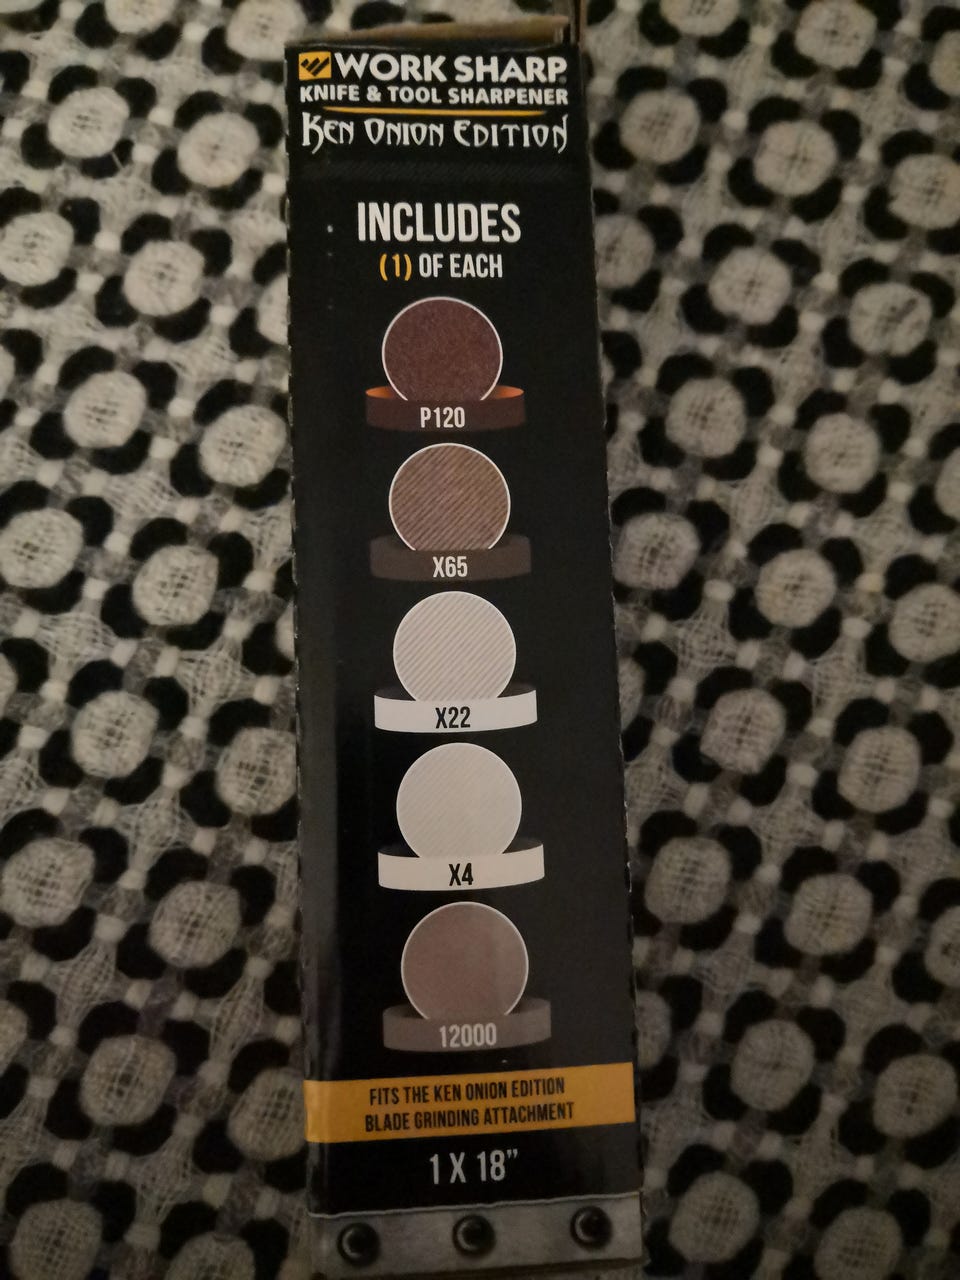 WORK SHARP
KNIFE & TOOL SHARPENER
KEN ONION EDITION
INCLUDES
(1) OF EACH
P120
X65
X22
X4
12000
FITS THE KEN ONION EDITION
BLADE GRINDING ATTACHMENT
1 X 18”